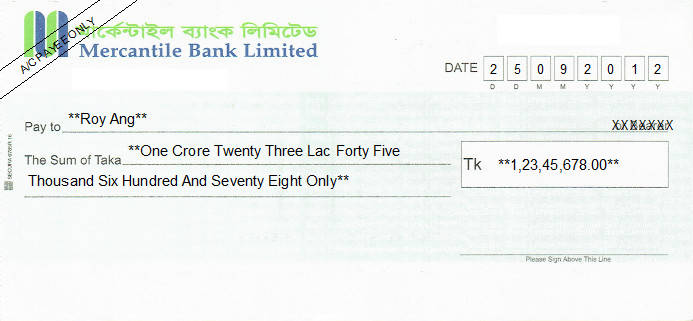 A/C PAYEE ONLY
মার্কেন্টাইল ব্যাংক লিমিটেড
Mercantile Bank Limited
DATE 2 5 0 9 2 0 1 2
D D M M Y Y Y Y
Pay to **Roy Ang** or Bearer XXXXXXX
The Sum of Taka **One Crore Twenty Three Lac Forty Five
Tk **1,23,45,678.00**
Thousand Six Hundred And Seventy Eight Only**
Please Sign Above This Line